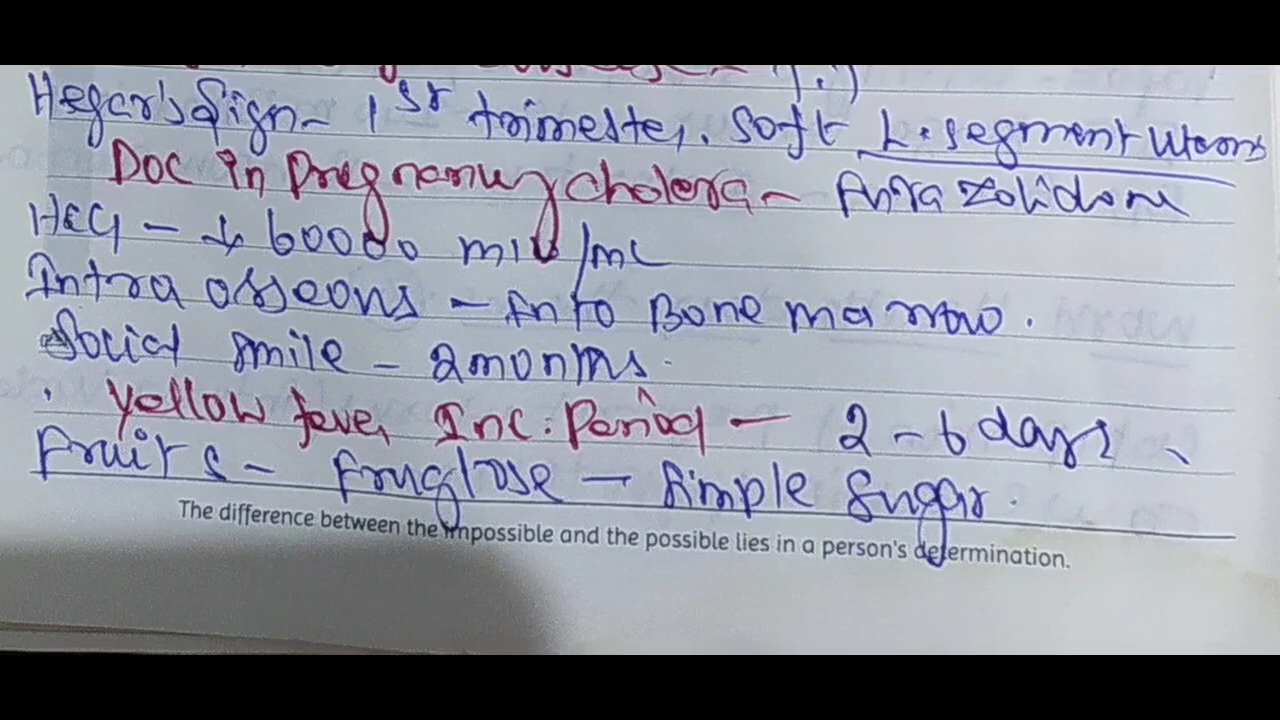 Hegar's Sign - 1st trimester. Soft L. segment uterus
DOC in Pregnancy cholera - Furazolidone
HCG - ↓ 60000 mIU/mL
Intra osseous - Into Bone marrow.
Social smile - 2 months.
. Yellow fever Inc. Period - 2 - 6 days
Fruits - Fruglose - Simple Sugar.
The difference between the impossible and the possible lies in a person's determination.